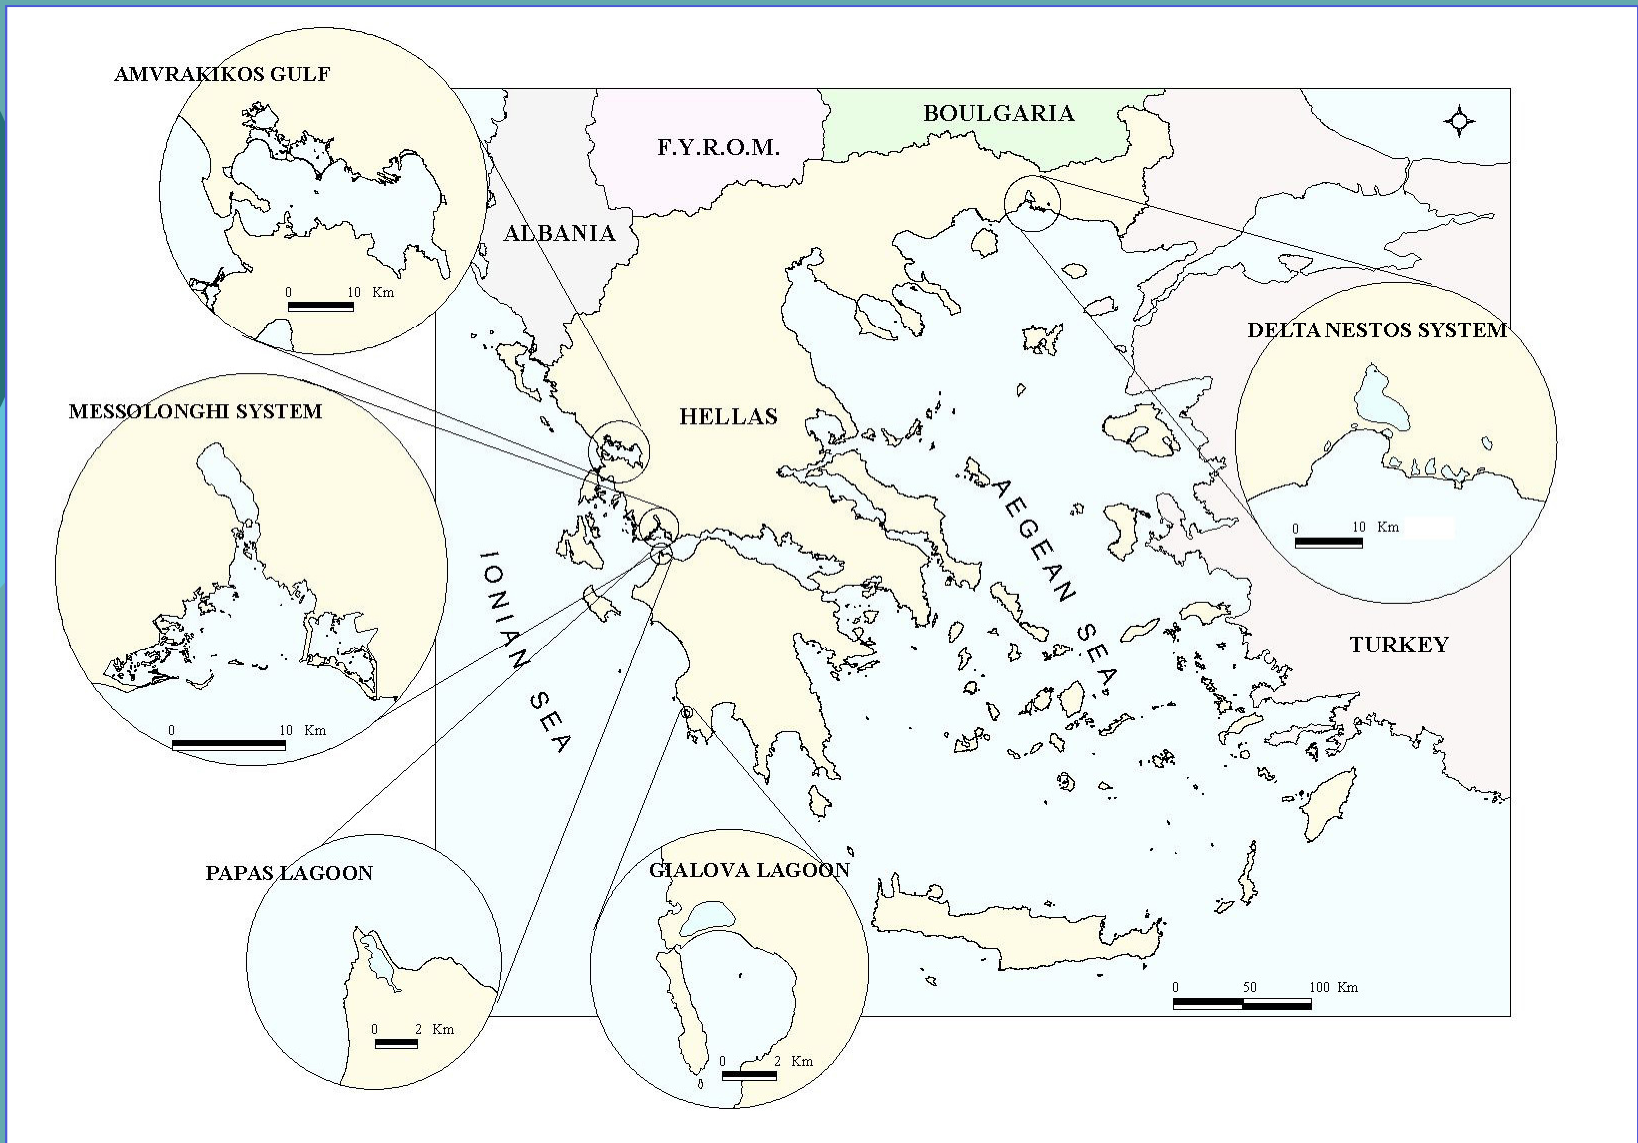 AMVRAKIKOS GULF
0 10 Km
BOULGARIA
F.Y.R.O.M.
ALBANIA
DELTA NESTOS SYSTEM
0 10 Km
MESSOLONGHI SYSTEM
0 10 Km
HELLAS
AEGEAN SEA
IONIAN SEA
TURKEY
PAPAS LAGOON
0 2 Km
GIALOVA LAGOON
0 2 Km
0 50 100 Km